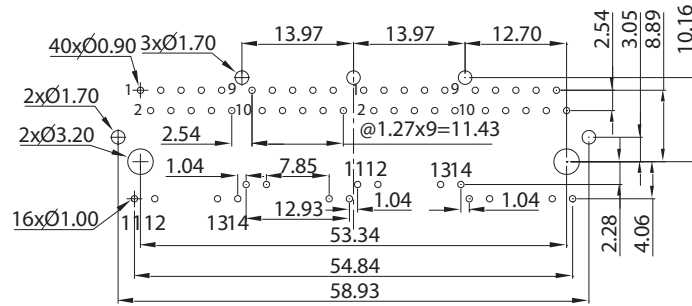 13.97 13.97 12.70
2.54 3.05 8.89 10.16
40xØ0.90 3xØ1.70
1 9 1 9
2 10 2 10
2xØ1.70
2xØ3.20
2.54 @1.27x9=11.43
1.04 7.85 1112 1314
16xØ1.00
1112 1314 12.93 1.04 1.04
2.28 4.06
53.34
54.84
58.93